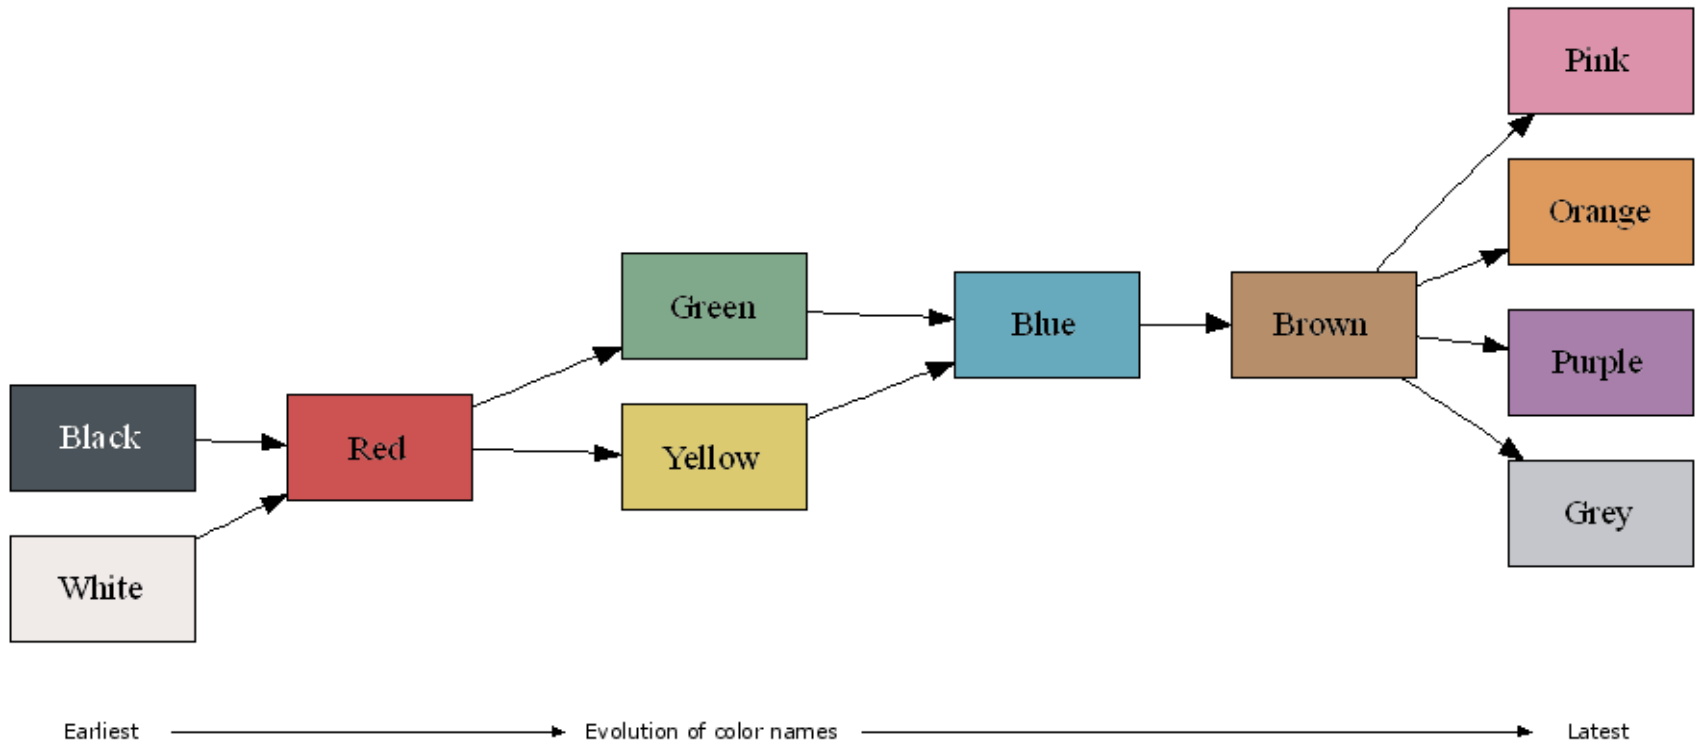 Black
White
Red
Green
Yellow
Blue
Brown
Pink
Orange
Purple
Grey
Earliest
Evolution of color names
Latest